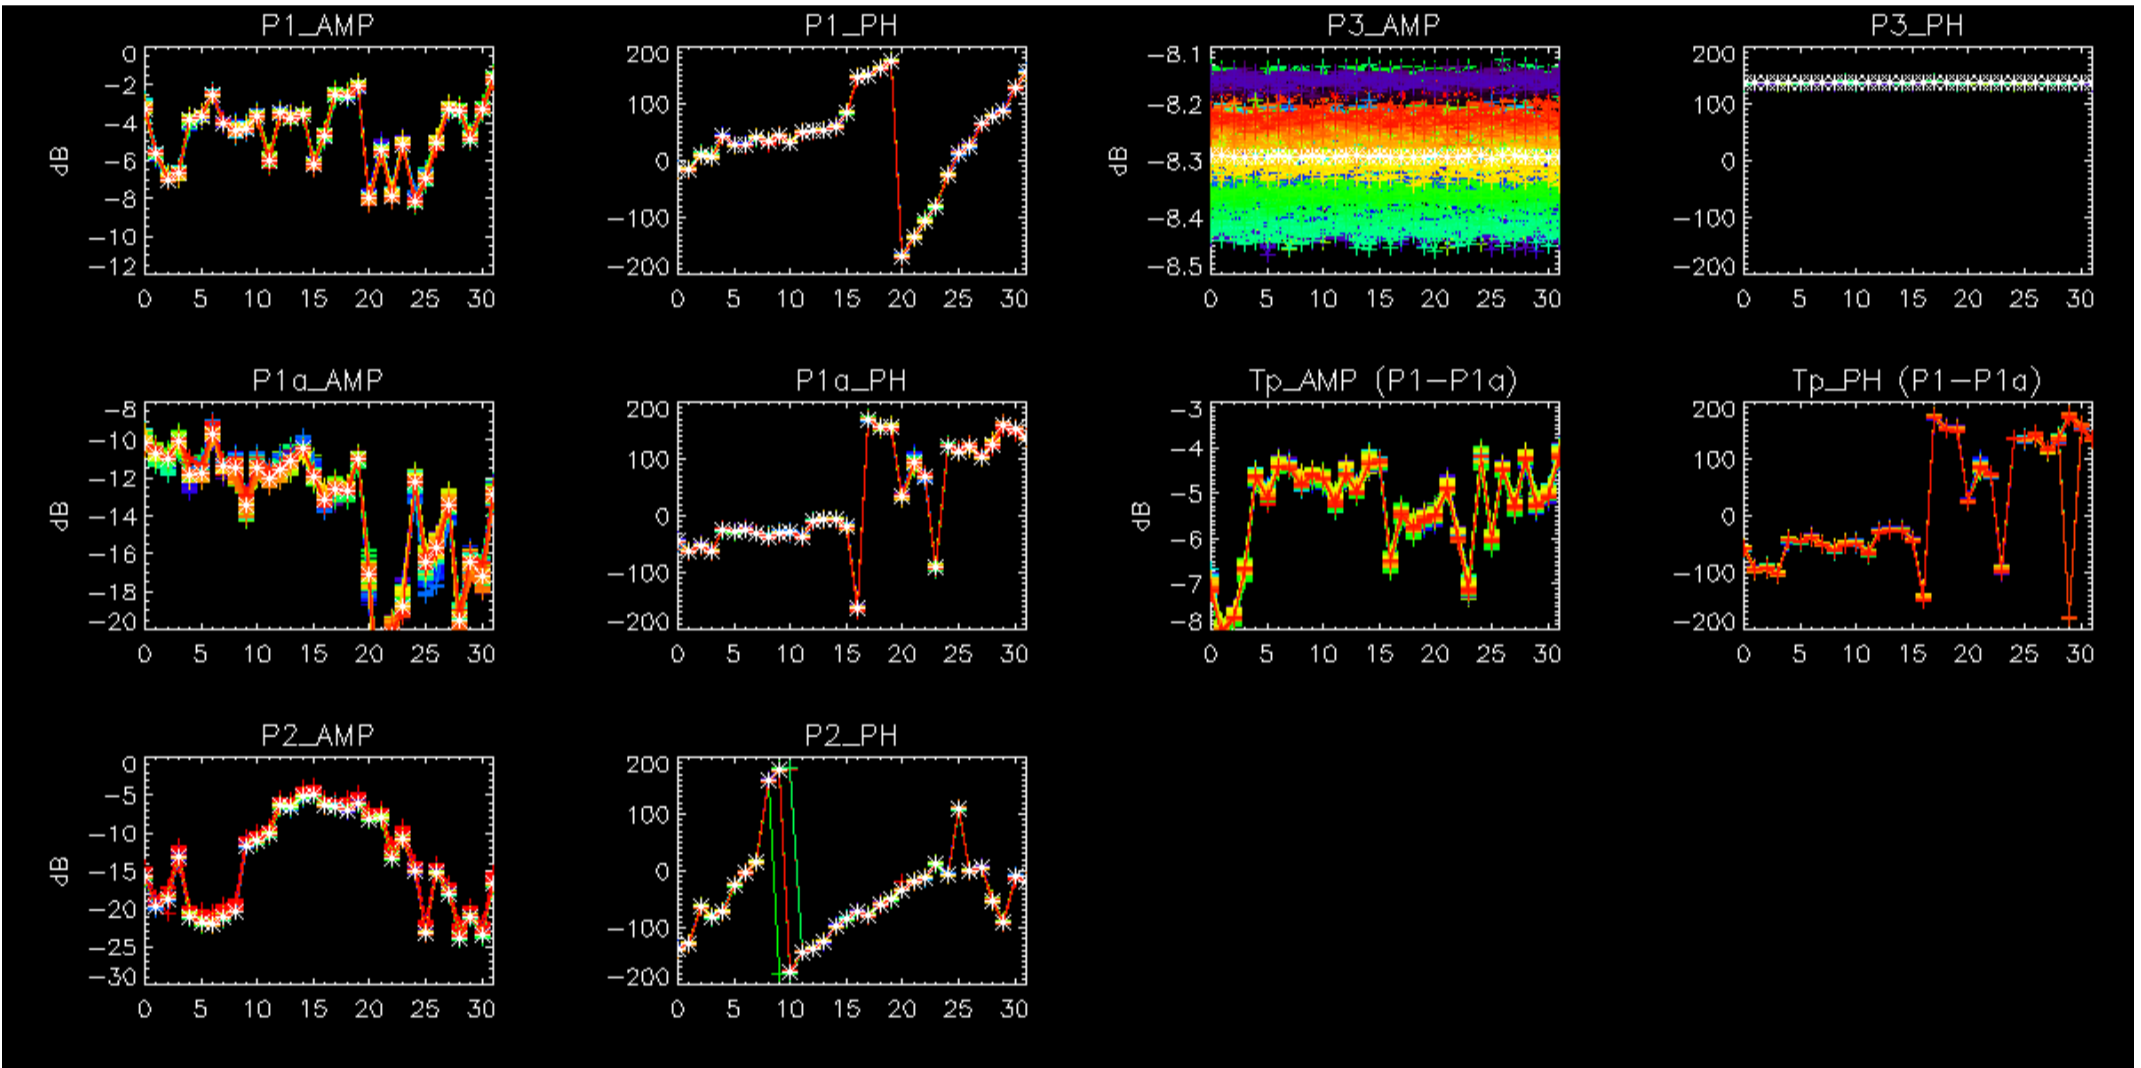 P1_AMP
P1_PH
P3_AMP
P3_PH
0
−2
−4
−6
−8
−10
−12
dB
0 5 10 15 20 25 30
200
100
0
−100
−200
0 5 10 15 20 25 30
−8.1
−8.2
−8.3
−8.4
−8.5
dB
0 5 10 15 20 25 30
200
100
0
−100
−200
0 5 10 15 20 25 30
P1a_AMP
P1a_PH
Tp_AMP (P1−P1a)
Tp_PH (P1−P1a)
−8
−10
−12
−14
−16
−18
−20
dB
0 5 10 15 20 25 30
200
100
0
−100
−200
0 5 10 15 20 25 30
−3
−4
−5
−6
−7
−8
dB
0 5 10 15 20 25 30
200
100
0
−100
−200
0 5 10 15 20 25 30
P2_AMP
P2_PH
0
−5
−10
−15
−20
−25
−30
dB
0 5 10 15 20 25 30
200
100
0
−100
−200
0 5 10 15 20 25 30